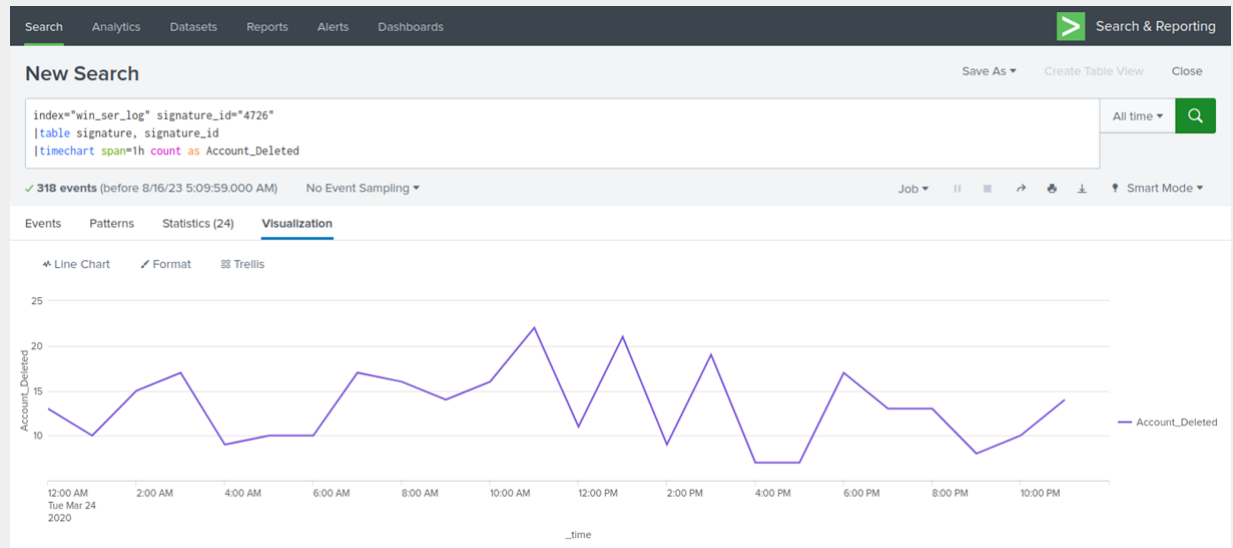 Search Analytics Datasets Reports Alerts Dashboards Search & Reporting
New Search
Save As Create Table View Close
index="win_ser_log" signature_id="4726"
|table signature, signature_id
|timechart span=1h count as Account_Deleted
All time
318 events (before 8/16/23 5:09:59.000 AM) No Event Sampling Job Smart Mode
Events Patterns Statistics (24) Visualization
Line Chart Format Trellis
25
20
15
10
Account_Deleted
Account_Deleted
12:00 AM 2:00 AM 4:00 AM 6:00 AM 8:00 AM 10:00 AM 12:00 PM 2:00 PM 4:00 PM 6:00 PM 8:00 PM 10:00 PM
Tue Mar 24
2020
_time